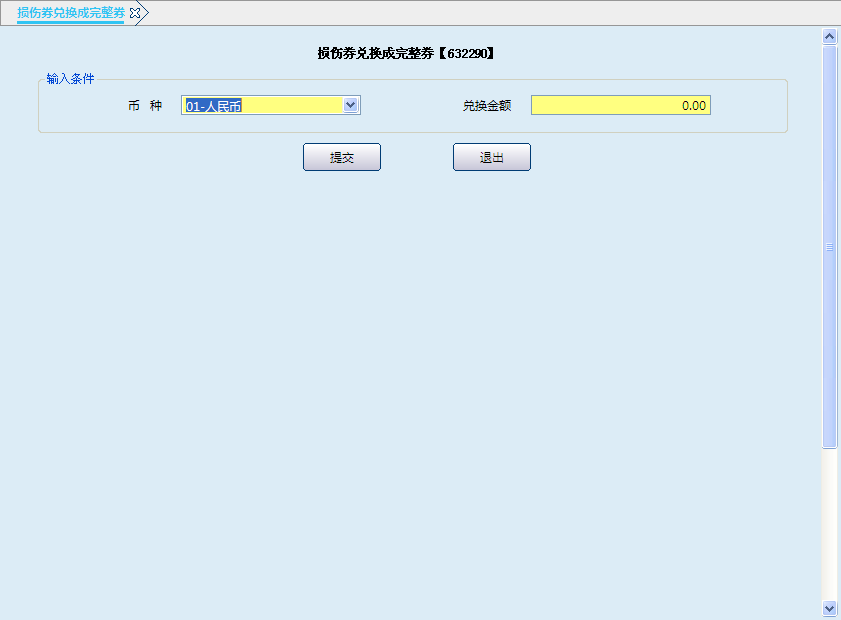 损伤券兑换成完整券
损伤券兑换成完整券【632290】
输入条件
币 种 01-人民币 兑换金额 0.00
提交 退出